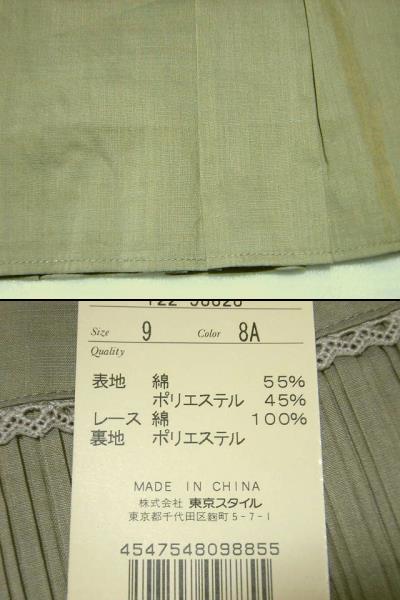 Size 9 Color 8A
Quality
表地 綿 55%
ポリエステル 45%
レース 綿 100%
裏地 ポリエステル
MADE IN CHINA
株式会社 東京スタイル
東京都千代田区麴町5-7-1
4547548098855